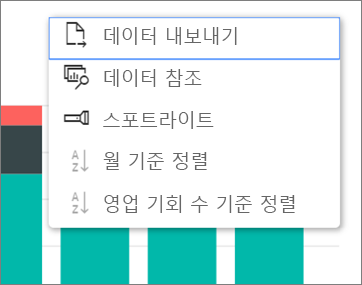 데이터 내보내기
데이터 참조
스포트라이트
A
Z
월 기준 정렬
A
Z
영업 기회 수 기준 정렬